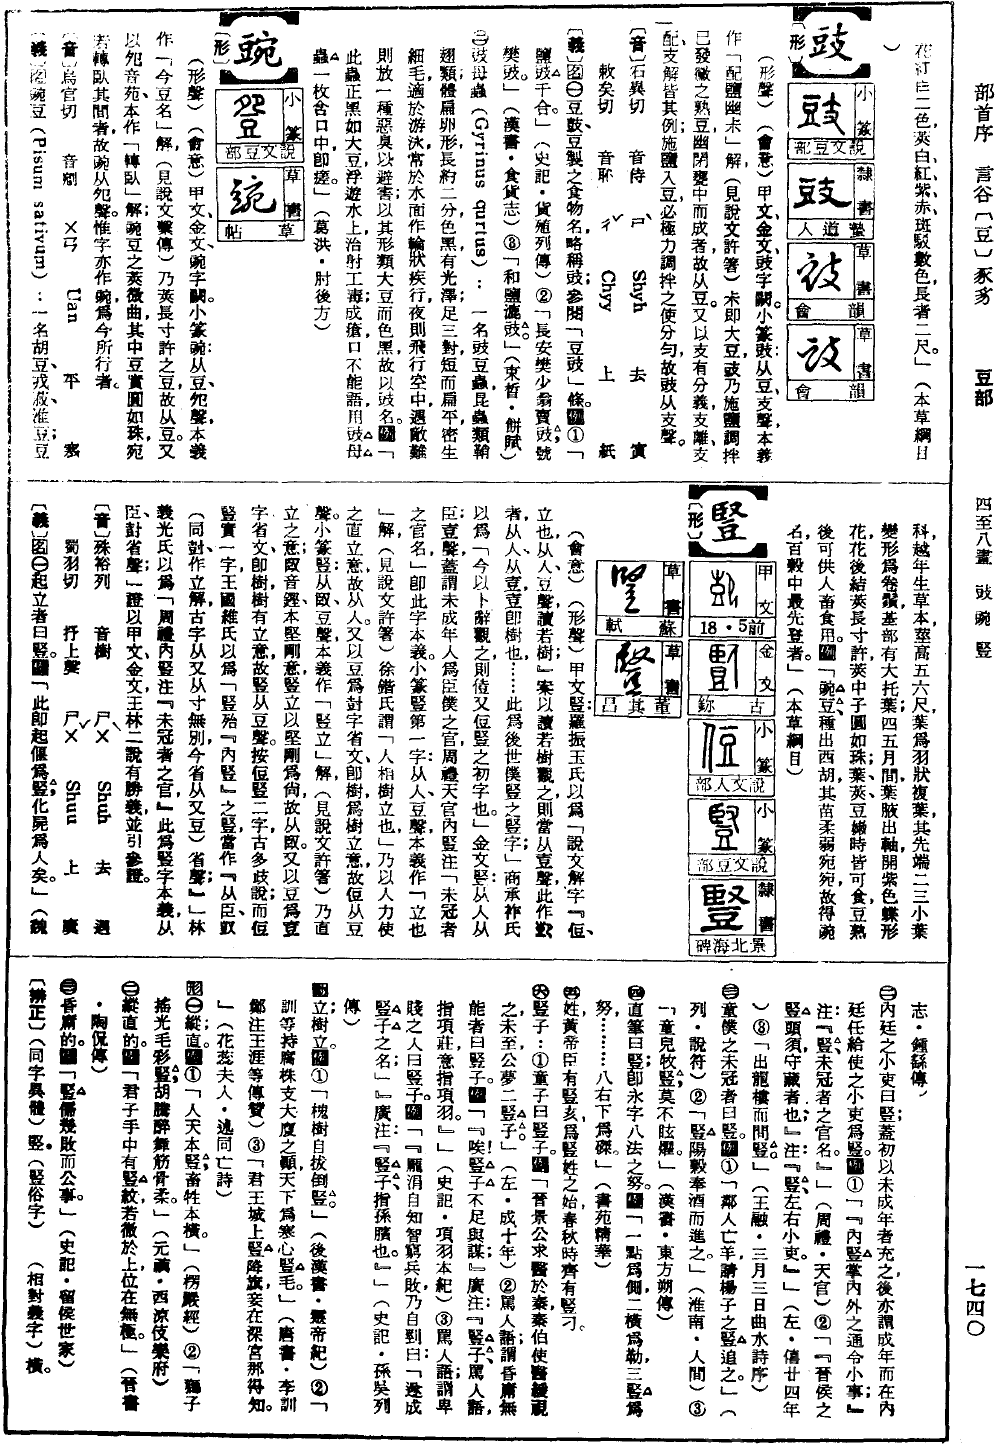 部首序　言谷〔豆〕豕豸　豆部　四至八畫　豉豌豎　一七四〇
花有紅白二色莢白紅紫赤斑駁數色長者二尺。」（本草綱目
）
豉
〔形〕
小篆　說文豆部
隸書　鑿道人
草書　韻會
草書　韻會
（形聲）（會意）甲文、金文豉字闕。小篆豉：从豆、支聲，本義
作「配鹽幽尗」解（見說文許箸）尗即大豆；豉乃施鹽調拌
已發黴之熟豆幽閉甕中而成者，故从豆。又以支有分義，支離、支
配、支解皆其例；施鹽入豆，必極力調拌之使分勻，故豉从支聲。
〔音〕石異切　音侍　ㄕˋ　Shyh　去　寘
敕矣切　音恥　ㄔˇ　Chyy　上　紙
〔義〕名㊀豆豉，豆製之食物名，略稱豉；參閱「豆豉」條。例①「
鹽豉千合。」（史記・貨殖列傳）②「長安樊少翁賣豉，號
樊豉。」（漢書・食貨志）③「和鹽漉豉。」（束晳・餅賦）
㊁豉母蟲（Gyrinus qurtus）：一名豉豆蟲，昆蟲類鞘
翅類；體扁卵形，長約二分，色黑有光澤；足三對，短而扁平，密生
細毛，適於游泳；常於水面作輪狀疾行，夜則飛行空中；遇敵難
則放一種惡臭以避害；以其形類大豆而色黑，故以豉名。例「
此蟲正黑如大豆，浮遊水上，治射工毒成瘡，口不能語，用豉母
蟲一枚含口中即瘥。」（葛洪・肘後方）
豌
〔形〕
小篆　說文豆部
草書　草帖
（形聲）（會意）甲文、金文豌字闕。小篆豌：从豆、夗聲，本義
作「今豆名」解（見說文繫傳）乃莢長寸許之豆，故从豆。又
以夗音苑，本作「轉臥」解；豌豆之莢微曲，其中豆實圓如珠，宛
若轉臥其間者，故豌从夗聲。惟字亦作豌，爲今所行者。
〔音〕烏官切　音剜　ㄨㄢ　Uan　平　寒
〔義〕名豌豆（Pisum sativum）：一名胡豆、戎菽、淮豆；豆
科，越年生草本，莖高五六尺，葉爲羽狀複葉，其先端二三小葉
變形爲卷鬚，基部有大托葉；四五月間葉腋出軸，開紫色蝶形
花；花後結莢，長寸許，莢中子圓如珠；葉、莢、豆嫩時皆可食，豆熟
後可供人畜食用。例「豌豆種出西胡，其苗柔弱宛宛，故得豌
名，百穀中最先登者。」（本草綱目）
豎
〔形〕
甲文　前5・18
金文　古鉨
小篆　說文人部
小篆　說文豆部
隸書　景北海碑
草書　蘇軾
草書　董其昌
（會意）（形聲）甲文豎，羅振玉氏以爲「說文解字『侸，
立也，从人、豆聲，讀若樹』案以讀若樹觀之，則當从壴聲，此作
者，从人、从壴，壴即樹也……此爲後世僕豎之豎字」商承祚氏
以爲「今以卜辭觀之，則侸又侸豎之初字也。」金文豎：从人、从
臣、壴聲；蓋謂未成年人爲臣僕之官，周禮天官內豎注「未冠者
之官名」即此字本義。小篆豎第一字：从人、豆聲，本義作「立也
」解（見說文許箸）徐鍇氏謂「人相樹立也」乃以人力使
之直立意，故从人。又以豆爲尌字省文，即樹，爲樹立意，故侸从豆
聲。小篆豎从臤、豆聲，本義作「豎立」解（見說文許箸）乃直
立之意；臤音鏗，本堅剛意，豎立以堅剛爲尙，故从臤。又以豆爲壴
字省文，即樹，樹有立意，故豎从豆聲。按侸豎二字古多歧說，而侸
豎實一字；王國維氏以爲「豎殆『內豎』之豎，當作『从臣、
（同尌，作立解；古字从又从寸無別，今省从又、豆）省聲』」林
義光氏以爲「周禮內豎注『未冠者之官』此爲豎字本義，从
臣、尌省聲」證以甲文、金文，王林二說有勝義，並引參證。
〔音〕殊裕列　音樹　ㄕㄨˋ　Shuh　去　遇
蜀羽切　抒上聲　ㄕㄨˇ　Shuu　上　麌
〔義〕名㊀起立者曰豎。例「此即起偃爲豎，化屍爲人矣。」（魏
志・鍾繇傳）
㊁內廷之小吏曰豎；蓋初以未成年者充之，後亦謂成年而在內
廷任給使之小吏爲豎。例①「『內豎掌內外之通令小事。』
注：『豎，未冠者之官名。』」（周禮・天官）②「『晉侯之
豎頭須，守藏者也。』注：『豎，左右小吏。』」（左・僖廿四年
）③「出龍樓而問豎。」（王融・三月三日曲水詩序）
㊂童僕之未冠者曰豎。例①「鄰人亡羊，請楊子之豎追之。」（
列・說符）②「豎陽穀奉酒而進之。」（淮南・人間）③
「童兒牧豎，莫不眩燿。」（漢書・東方朔傳）
㊃直筆曰豎，即永字八法之努。例「一點爲側，二橫爲勒，三豎爲
努，………八右下爲磔。」（書苑精華）
㊄姓，黃帝臣有豎亥，爲豎姓之始，春秋時齊有豎刁。
㊅豎子：①童子曰豎子。例「晉景公求醫於秦，秦伯使醫緩視
之，未至，公夢二豎子。」（左・成十年）②罵人語，謂昏庸無
能者曰豎子。例「『唉！豎子不足與謀。』廣注：『豎子，罵人語，
指項莊，意指項羽。』」（史記・項羽本紀）③罵人語，謂卑
賤之人曰豎子。例「『龐涓自知智窮兵敗，乃自剄曰：「遂成
豎子之名。」』廣注：『豎子，指孫臏也。』」（史記・孫吳列
傳）
動立；樹立。例①「槐樹自拔倒豎。」（後漢書・靈帝紀）②「
訓等持腐株支大廈之顚，天下爲寒心豎毛。」（唐書・李訓
鄭注王涯等傳贊）③「君王城上豎降旗，妾在深宮那得知。
」（花蕊夫人・述同亡詩）
形㊀縱；直。例①「人天本豎，畜牲本橫。」（楞嚴經）②「獅子
搖光毛彩豎，胡騰醉舞筋骨柔。」（元稹・西涼伎樂府）
㊁縱直的。例「君子手中有豎紋若徹於上，位在無極。」（晉書
・陶侃傳）
㊂昏庸的。例「豎儒幾敗而公事。」（史記・留侯世家）
〔辨正〕（同字異體）竪。（豎俗字）（相對義字）橫。